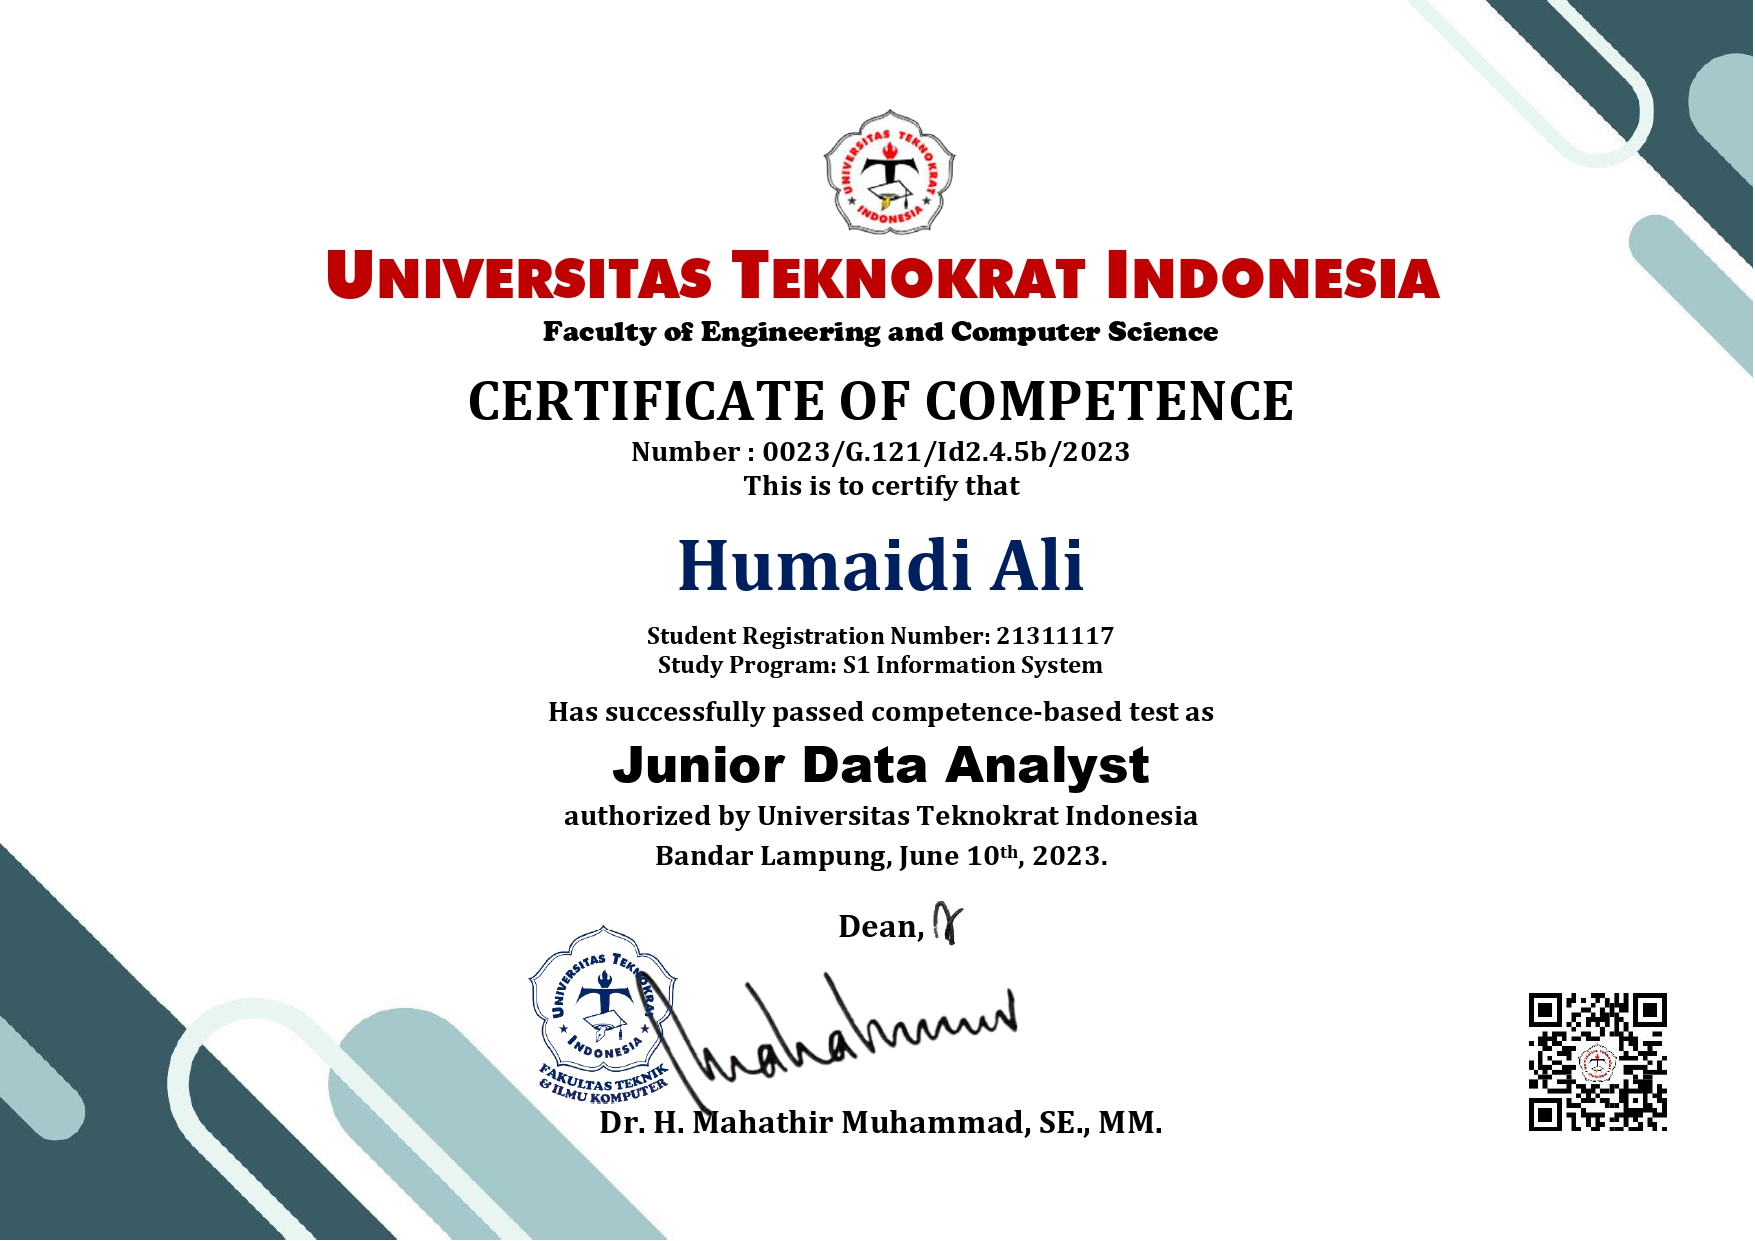 UNIVERSITAS TEKNOKRAT
INDONESIA
UNIVERSITAS TEKNOKRAT INDONESIA
Faculty of Engineering and Computer Science
CERTIFICATE OF COMPETENCE
Number : 0023/G.121/Id2.4.5b/2023
This is to certify that
Humaidi Ali
Student Registration Number: 21311117
Study Program: S1 Information System
Has successfully passed competence-based test as
Junior Data Analyst
authorized by Universitas Teknokrat Indonesia
Bandar Lampung, June 10th, 2023.
Dean,
UNIVERSITAS TEKNOKRAT
INDONESIA
FAKULTAS TEKNIK
& ILMU KOMPUTER
Dr. H. Mahathir Muhammad, SE., MM.